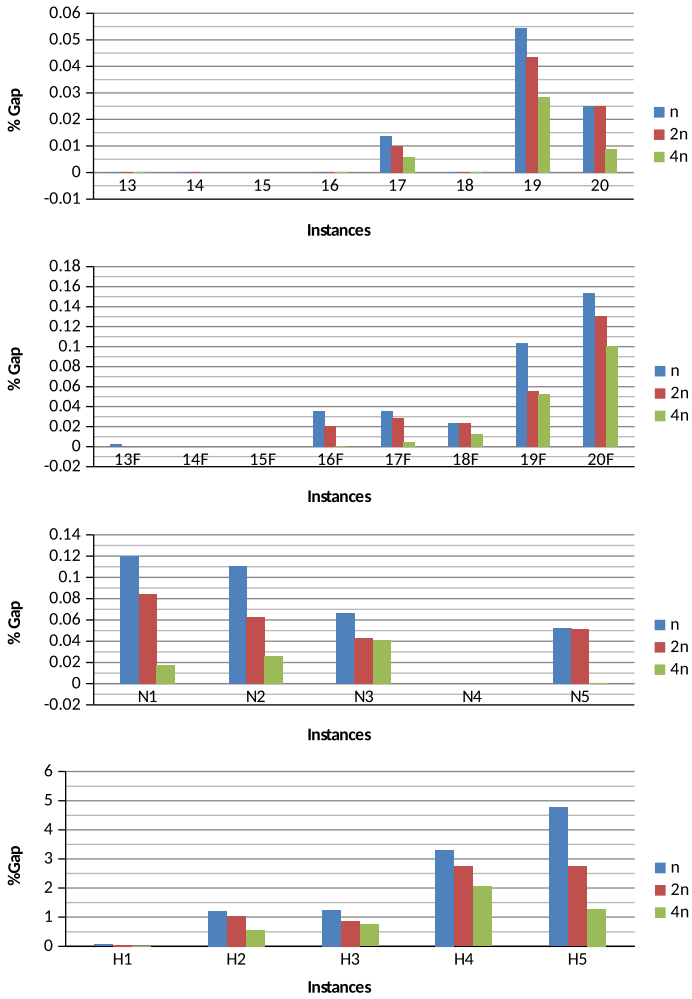 0.06
0.05
0.04
0.03
0.02
0.01
0
-0.01
% Gap
13 14 15 16 17 18 19 20
Instances
n
2n
4n
0.18
0.16
0.14
0.12
0.1
0.08
0.06
0.04
0.02
0
-0.02
% Gap
13F 14F 15F 16F 17F 18F 19F 20F
Instances
n
2n
4n
0.14
0.12
0.1
0.08
0.06
0.04
0.02
0
-0.02
% Gap
N1 N2 N3 N4 N5
Instances
n
2n
4n
6
5
4
3
2
1
0
%Gap
H1 H2 H3 H4 H5
Instances
n
2n
4n